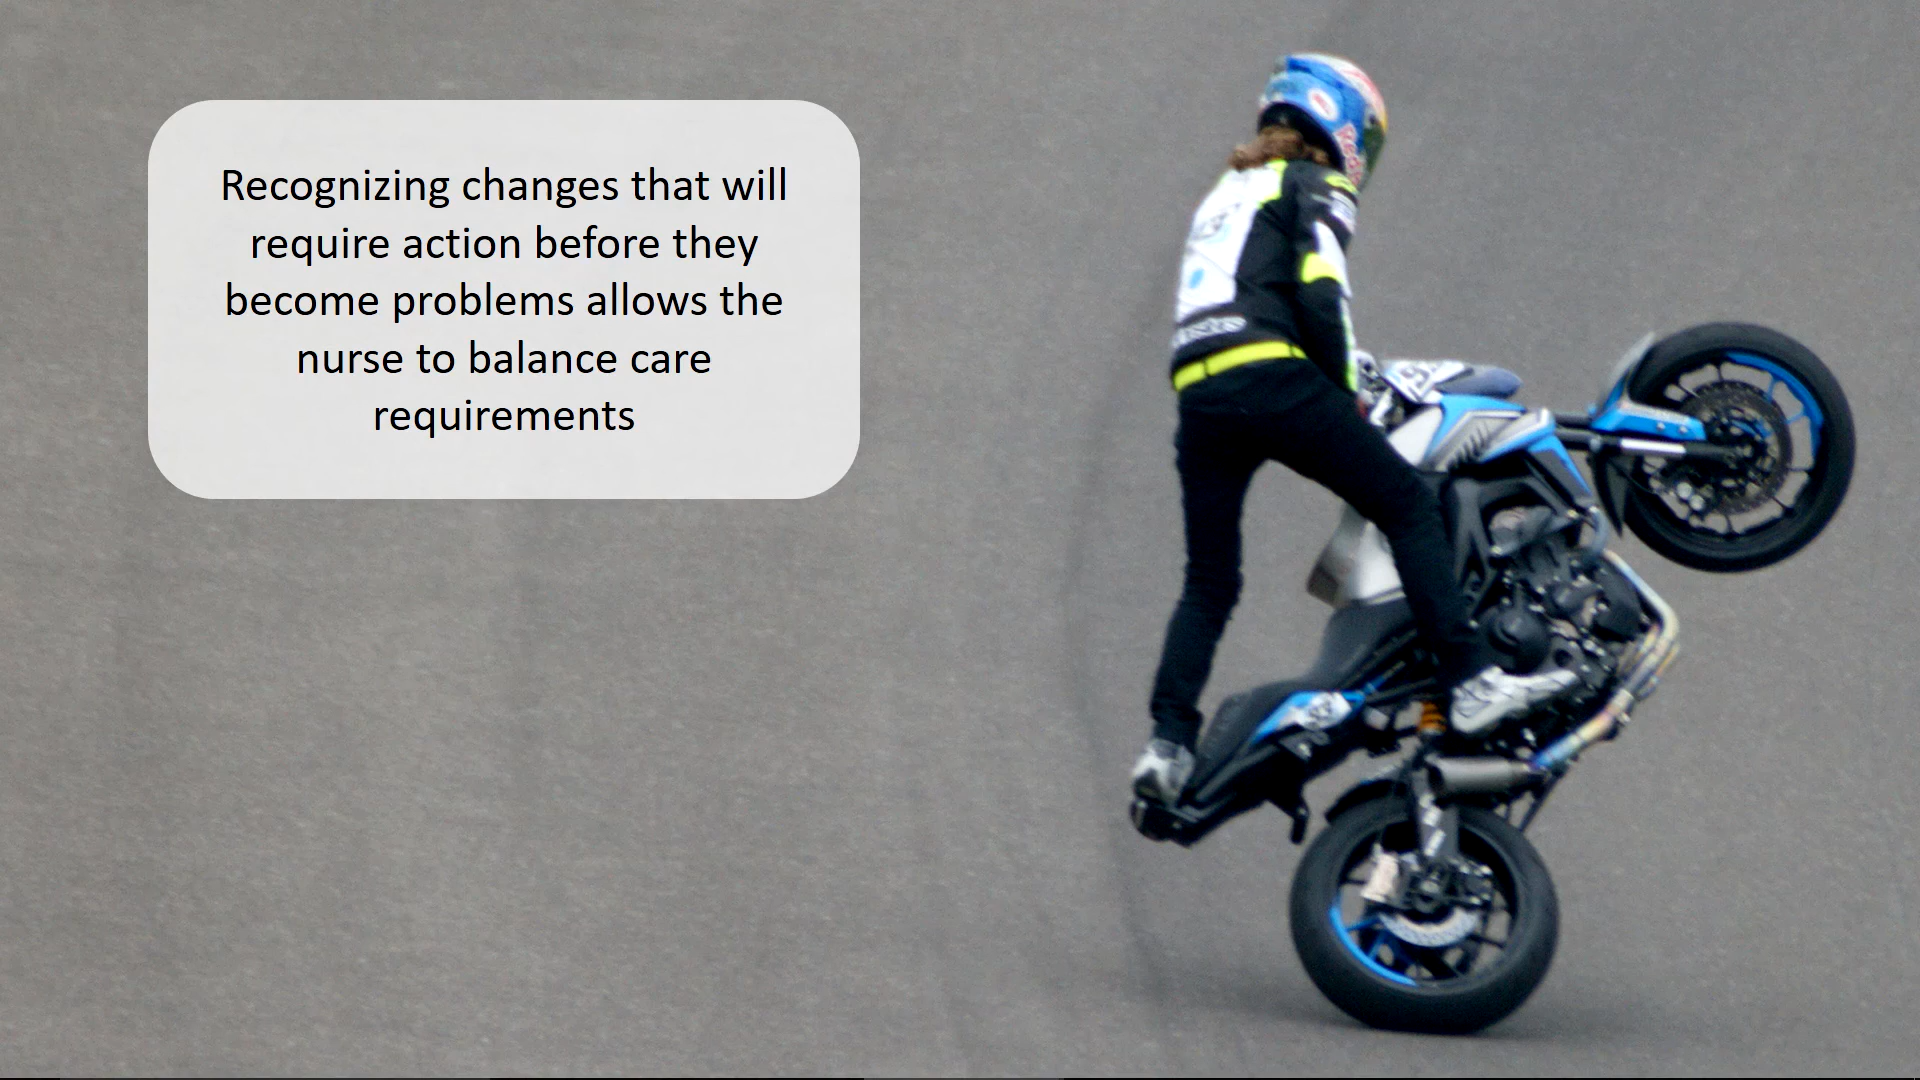 Recognizing changes that will
require action before they
become problems allows the
nurse to balance care
requirements